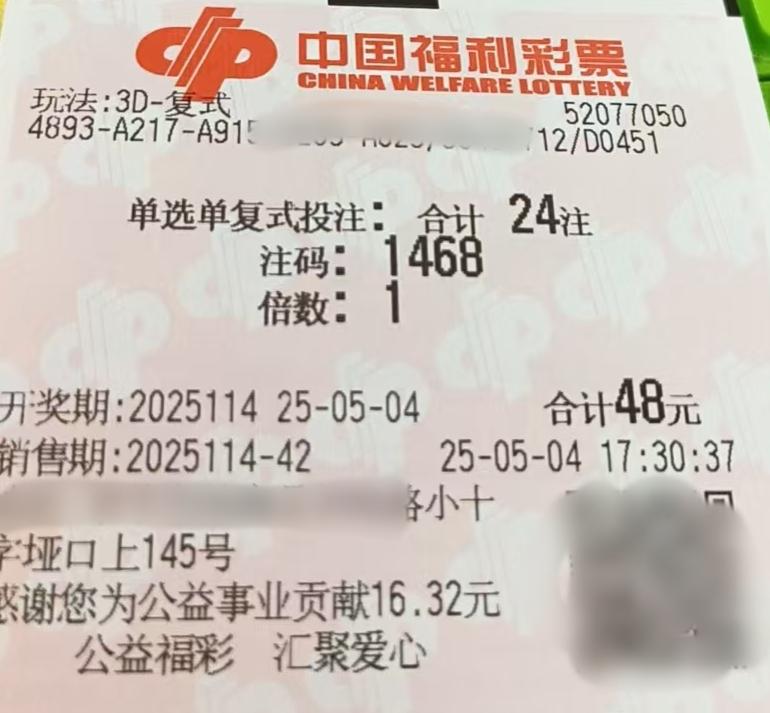 中国福利彩票
CHINA WELFARE LOTTERY
玩法:3D-复式
52077050
4893-A217-A915 12/D0451
单选单复式投注: 合计 24注
注码: 1468
倍数: 1
开奖期:2025114 25-05-04 合计48元
销售期:2025114-42 25-05-04 17:30:37
路小十
字垭口上145号
感谢您为公益事业贡献16.32元
公益福彩 汇聚爱心